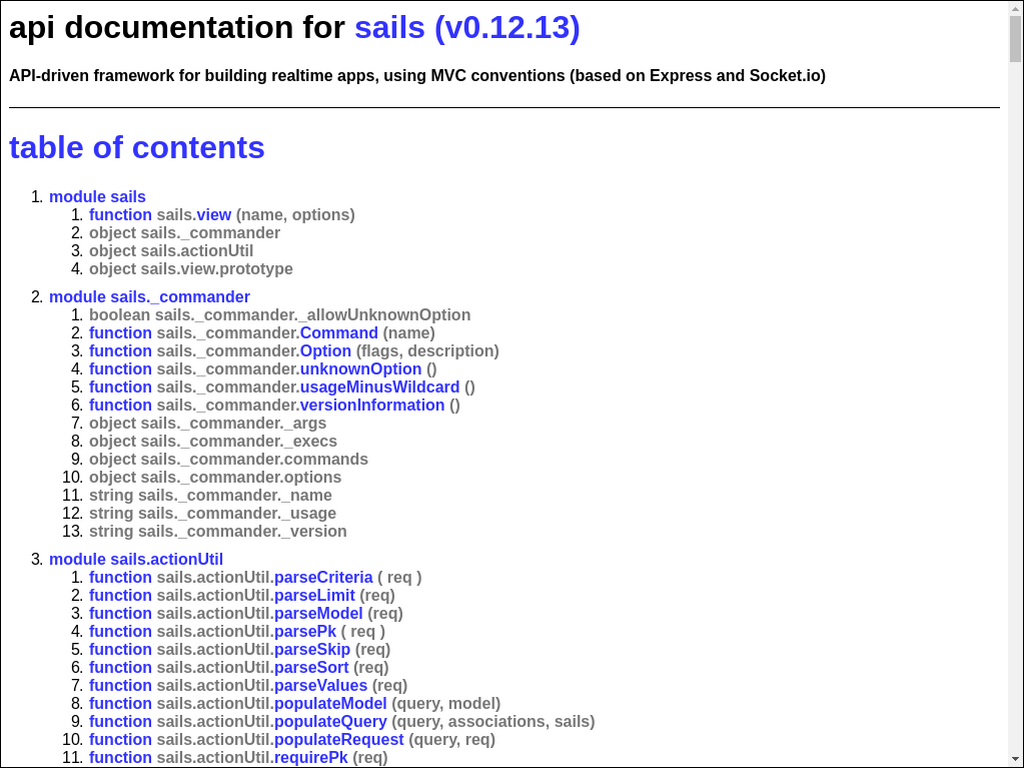 api documentation for sails (v0.12.13)
API-driven framework for building realtime apps, using MVC conventions (based on Express and Socket.io)
table of contents
1. module sails
1. function sails.view (name, options)
2. object sails._commander
3. object sails.actionUtil
4. object sails.view.prototype
2. module sails._commander
1. boolean sails._commander._allowUnknownOption
2. function sails._commander.Command (name)
3. function sails._commander.Option (flags, description)
4. function sails._commander.unknownOption ()
5. function sails._commander.usageMinusWildcard ()
6. function sails._commander.versionInformation ()
7. object sails._commander._args
8. object sails._commander._execs
9. object sails._commander.commands
10. object sails._commander.options
11. string sails._commander._name
12. string sails._commander._usage
13. string sails._commander._version
3. module sails.actionUtil
1. function sails.actionUtil.parseCriteria ( req )
2. function sails.actionUtil.parseLimit (req)
3. function sails.actionUtil.parseModel (req)
4. function sails.actionUtil.parsePk ( req )
5. function sails.actionUtil.parseSkip (req)
6. function sails.actionUtil.parseSort (req)
7. function sails.actionUtil.parseValues (req)
8. function sails.actionUtil.populateModel (query, model)
9. function sails.actionUtil.populateQuery (query, associations, sails)
10. function sails.actionUtil.populateRequest (query, req)
11. function sails.actionUtil.requirePk (req)